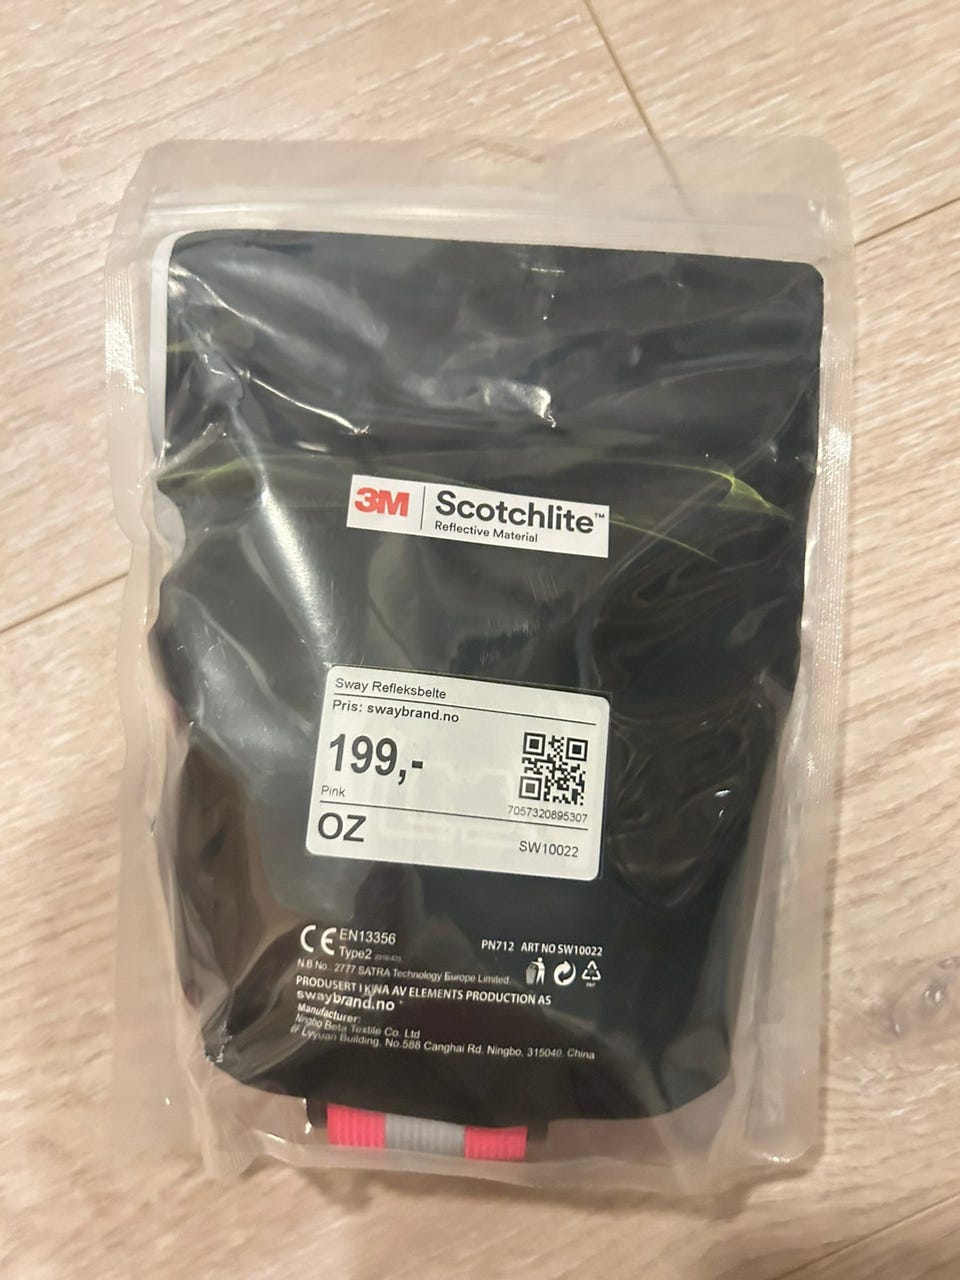 3M Scotchlite™
Reflective Material
Sway Refleksbelte
Pris: swaybrand.no
199,-
Pink
7057320895307
OZ
SW10022
CE EN13356
Type2
PN712 ART NO SW10022
N.B No.: 2777 SATRA Technology Europe Limited
PRODUSERT I KINA AV ELEMENTS PRODUCTION AS
swaybrand.no
Manufacturer:
Ningbo Beta Textile Co. Ltd
6F Lvyuan Building, No.588 Canghai Rd. Ningbo, 315040. China